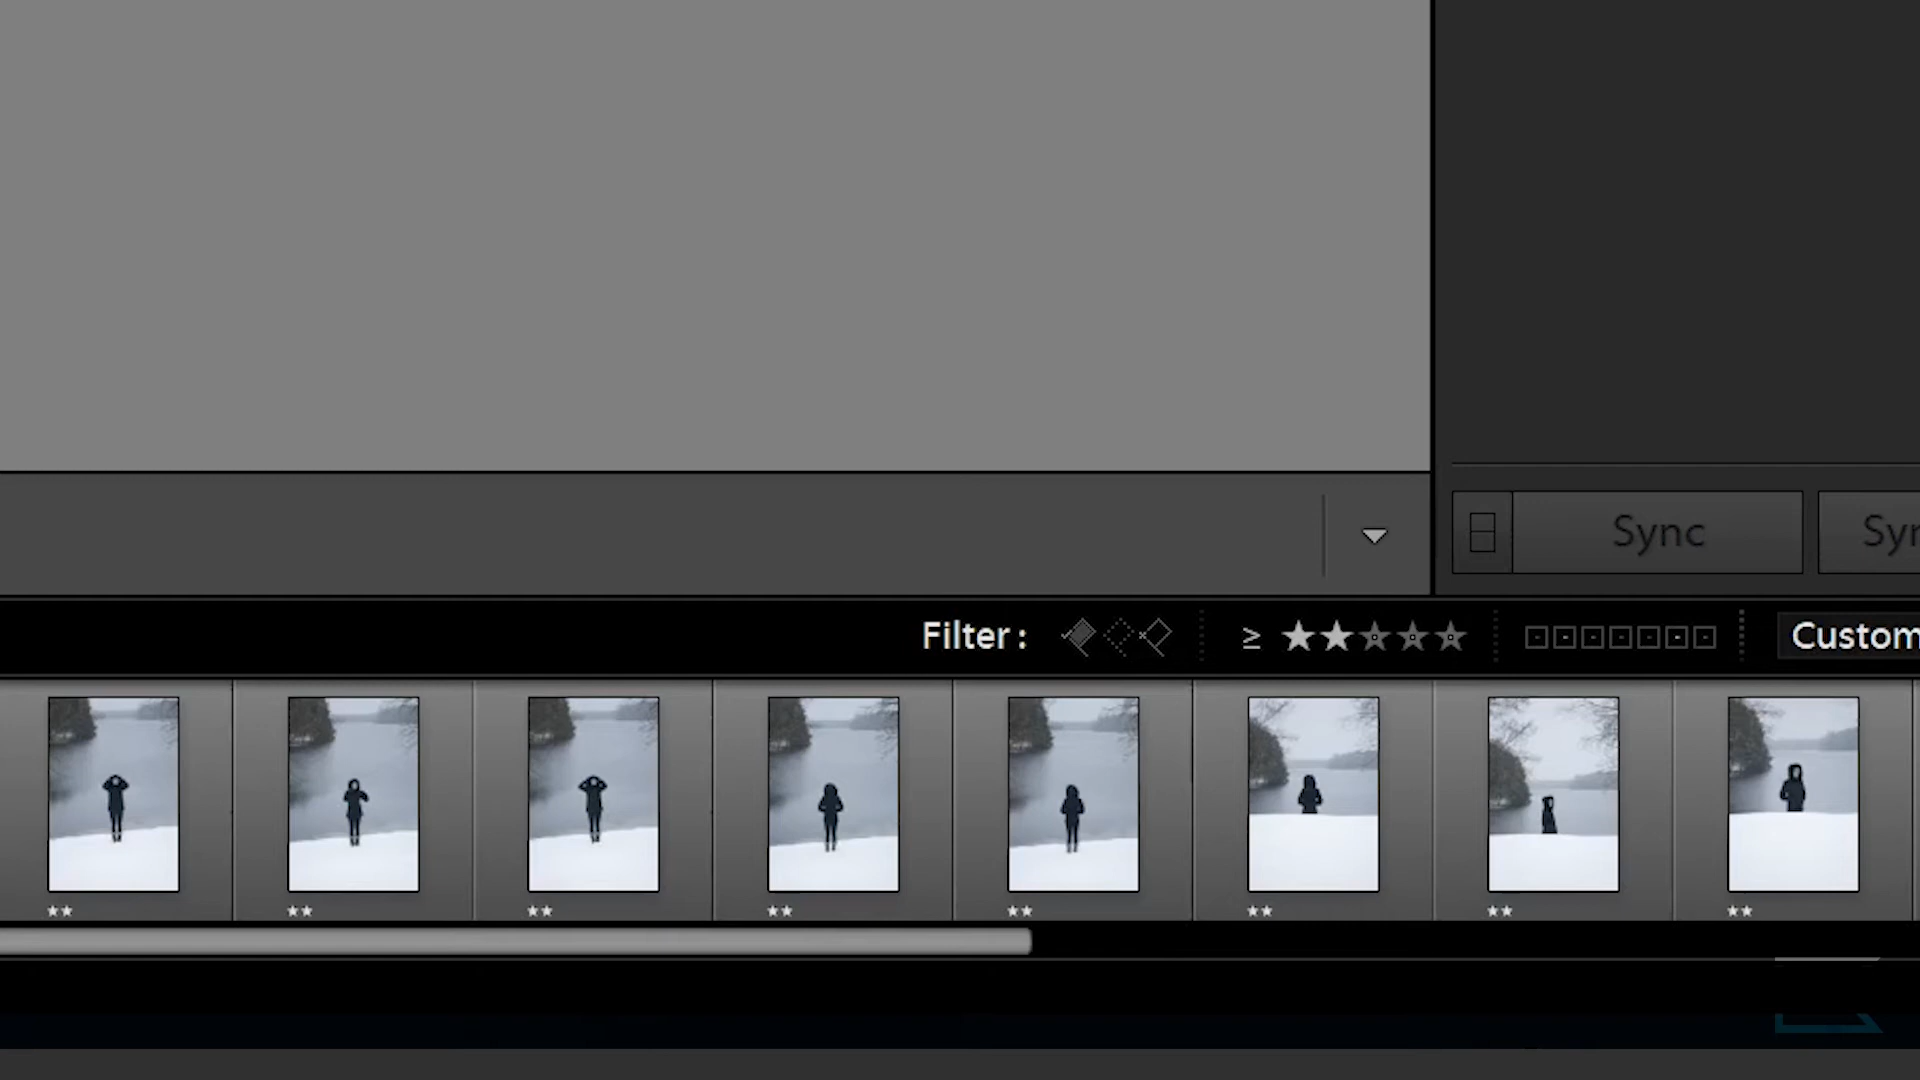 Sync
Filter :
≥
Custom